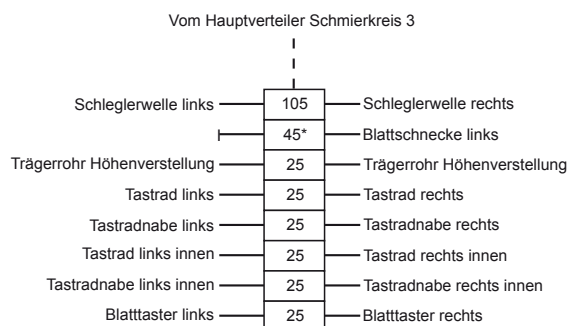 Vom Hauptverteiler Schmierkreis 3
Schleglerwelle links 105 Schleglerwelle rechts
45* Blattschnecke links
Trägerrohr Höhenverstellung 25 Trägerrohr Höhenverstellung
Tastrad links 25 Tastrad rechts
Tastradnabe links 25 Tastradnabe rechts
Tastrad links innen 25 Tastrad rechts innen
Tastradnabe links innen 25 Tastradnabe rechts innen
Blatttaster links 25 Blatttaster rechts